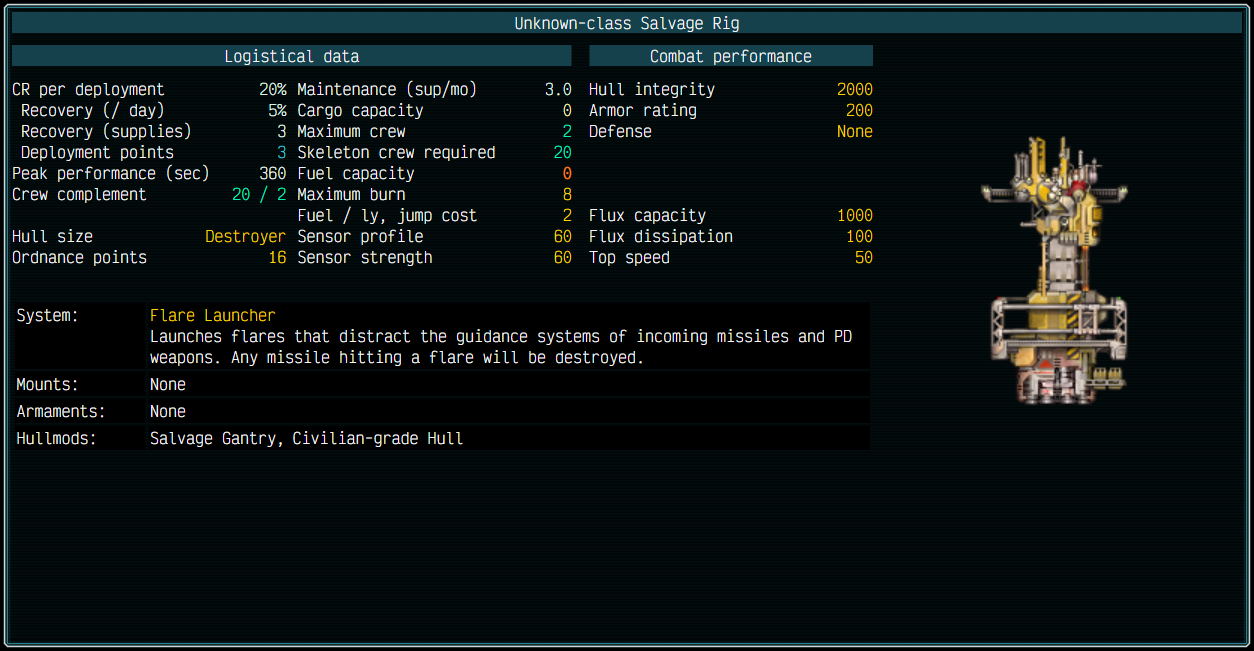 Unknown-class Salvage Rig
Logistical data
CR per deployment 20% Maintenance (sup/mo) 3.0
Recovery (/ day) 5% Cargo capacity 0
Recovery (supplies) 3 Maximum crew 2
Deployment points 3 Skeleton crew required 20
Peak performance (sec) 360 Fuel capacity 0
Crew complement 20 / 2 Maximum burn 8
Fuel / ly, jump cost 2
Hull size Destroyer Sensor profile 60
Ordnance points 16 Sensor strength 60
Combat performance
Hull integrity 2000
Armor rating 200
Defense None
Flux capacity 1000
Flux dissipation 100
Top speed 50
System: Flare Launcher
Launches flares that distract the guidance systems of incoming missiles and PD
weapons. Any missile hitting a flare will be destroyed.
Mounts: None
Armaments: None
Hullmods: Salvage Gantry, Civilian-grade Hull